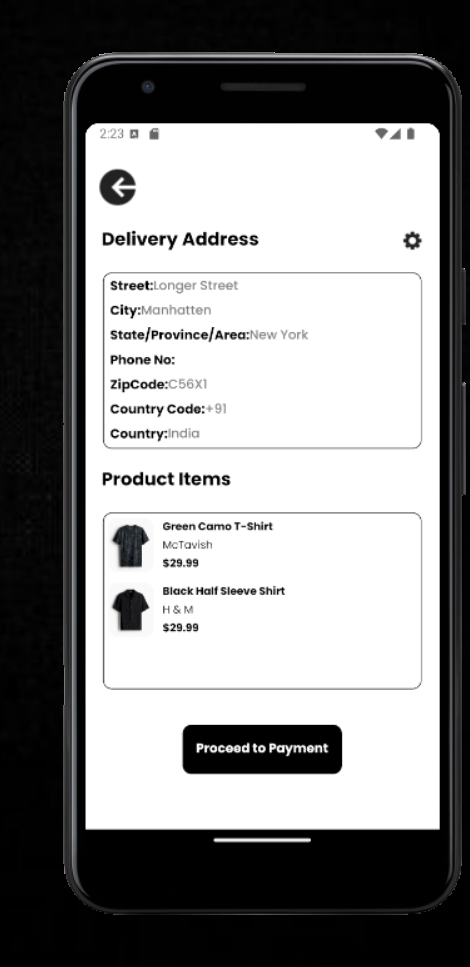 2:23
Delivery Address
Street:Longer Street
City:Manhatten
State/Province/Area:New York
Phone No:
ZipCode:C56X1
Country Code:+91
Country:India
Product Items
Green Camo T-Shirt
McTavish
$29.99
Black Half Sleeve Shirt
H & M
$29.99
Proceed to Payment